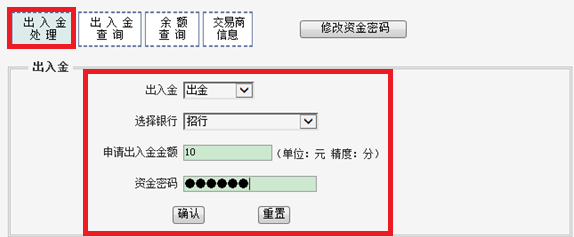 出 入 金
处 理
出 入 金
查 询
余 额
查 询
交易商
信息
修改资金密码
出入金
出入金 出金
选择银行 招行
申请出入金金额 10 (单位：元 精度：分)
资金密码 ●●●●●●
确认 重置